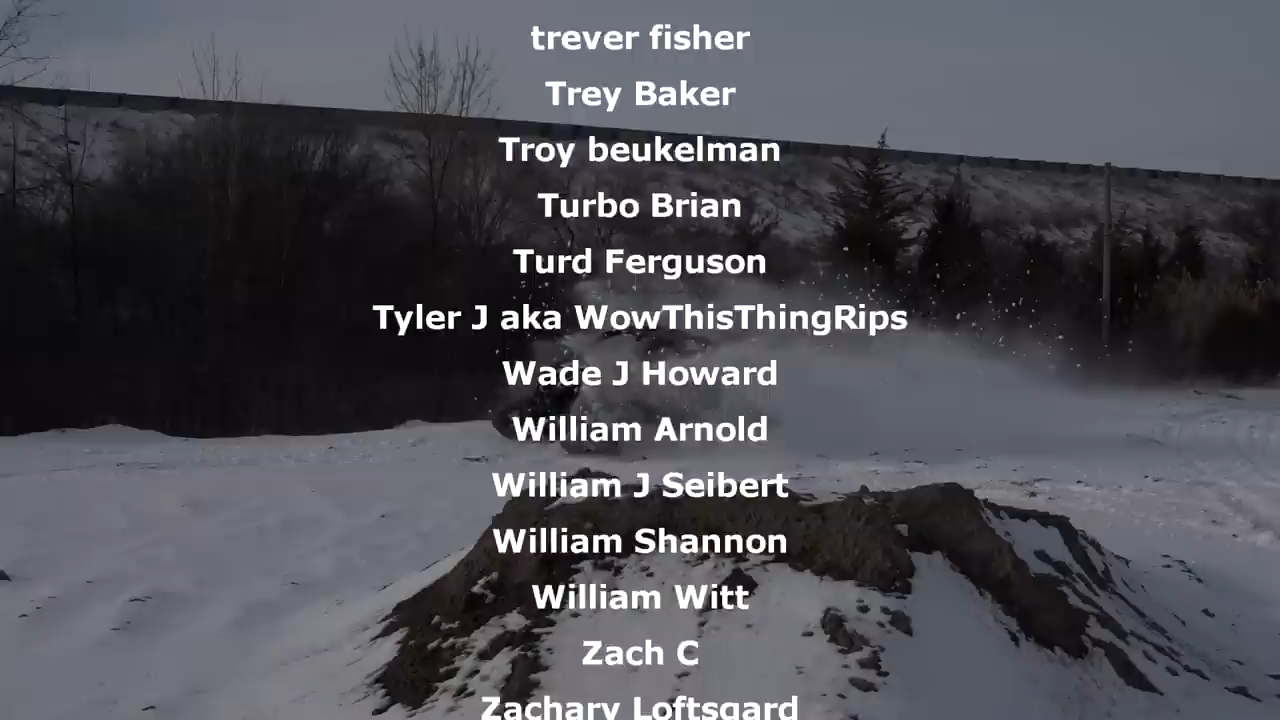 trever fisher
Trey Baker
Troy beukelman
Turbo Brian
Turd Ferguson
Tyler J aka WowThisThingRips
Wade J Howard
William Arnold
William J Seibert
William Shannon
William Witt
Zach C
Zachary Loftsgard